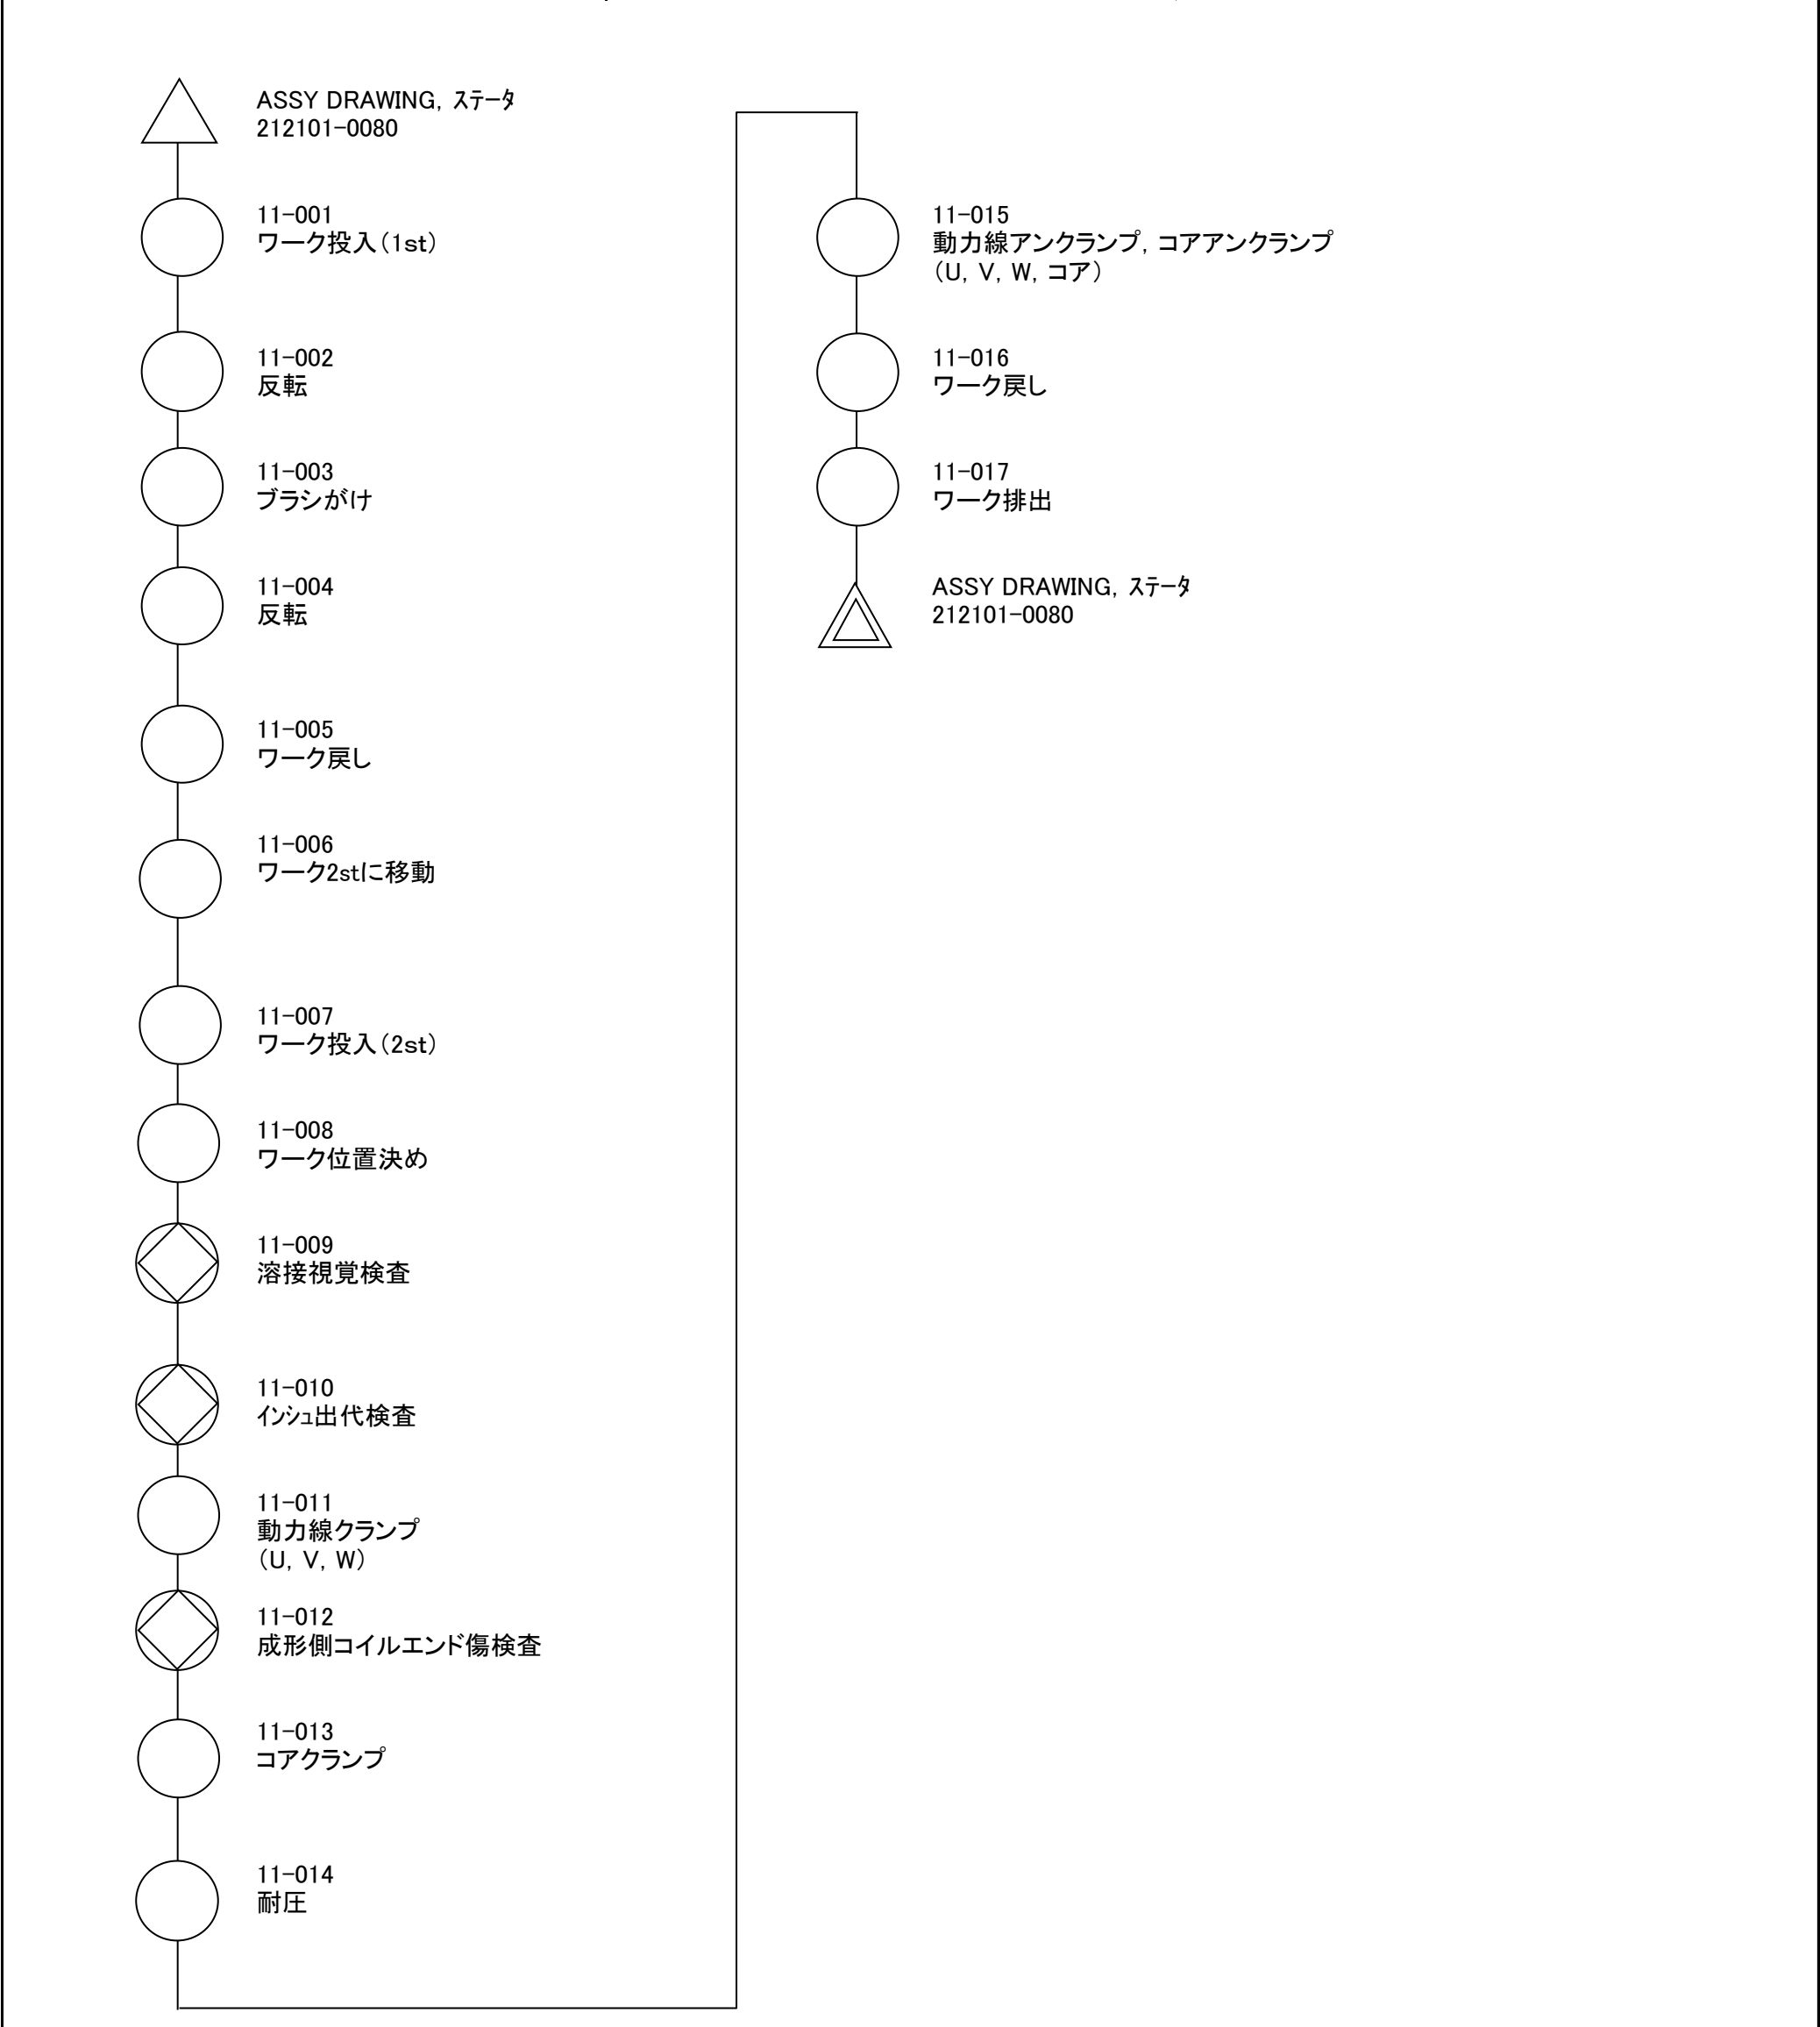 ASSY DRAWING, ステータ
212101-0080
11-001
ワーク投入(1st)
11-002
反転
11-003
ブラシがけ
11-004
反転
11-005
ワーク戻し
11-006
ワーク2stに移動
11-007
ワーク投入(2st)
11-008
ワーク位置決め
11-009
溶接視覚検査
11-010
インシュ出代検査
11-011
動力線クランプ
(U, V, W)
11-012
成形側コイルエンド傷検査
11-013
コアクランプ
11-014
耐圧
11-015
動力線アンクランプ, コアアンクランプ
(U, V, W, コア)
11-016
ワーク戻し
11-017
ワーク排出
ASSY DRAWING, ステータ
212101-0080